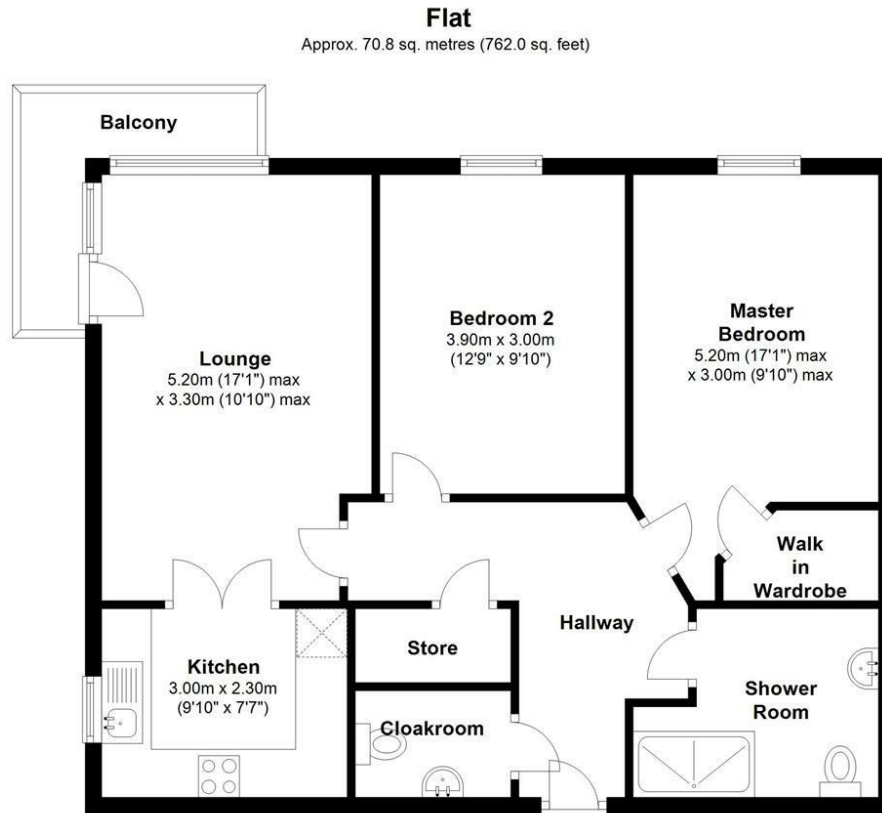 Flat
Approx. 70.8 sq. metres (762.0 sq. feet)
Balcony
Lounge
5.20m (17'1") max
x 3.30m (10'10") max
Bedroom 2
3.90m x 3.00m
(12'9" x 9'10")
Master
Bedroom
5.20m (17'1") max
x 3.00m (9'10") max
Walk
in
Wardrobe
Hallway
Store
Kitchen
3.00m x 2.30m
(9'10" x 7'7")
Cloakroom
Shower
Room